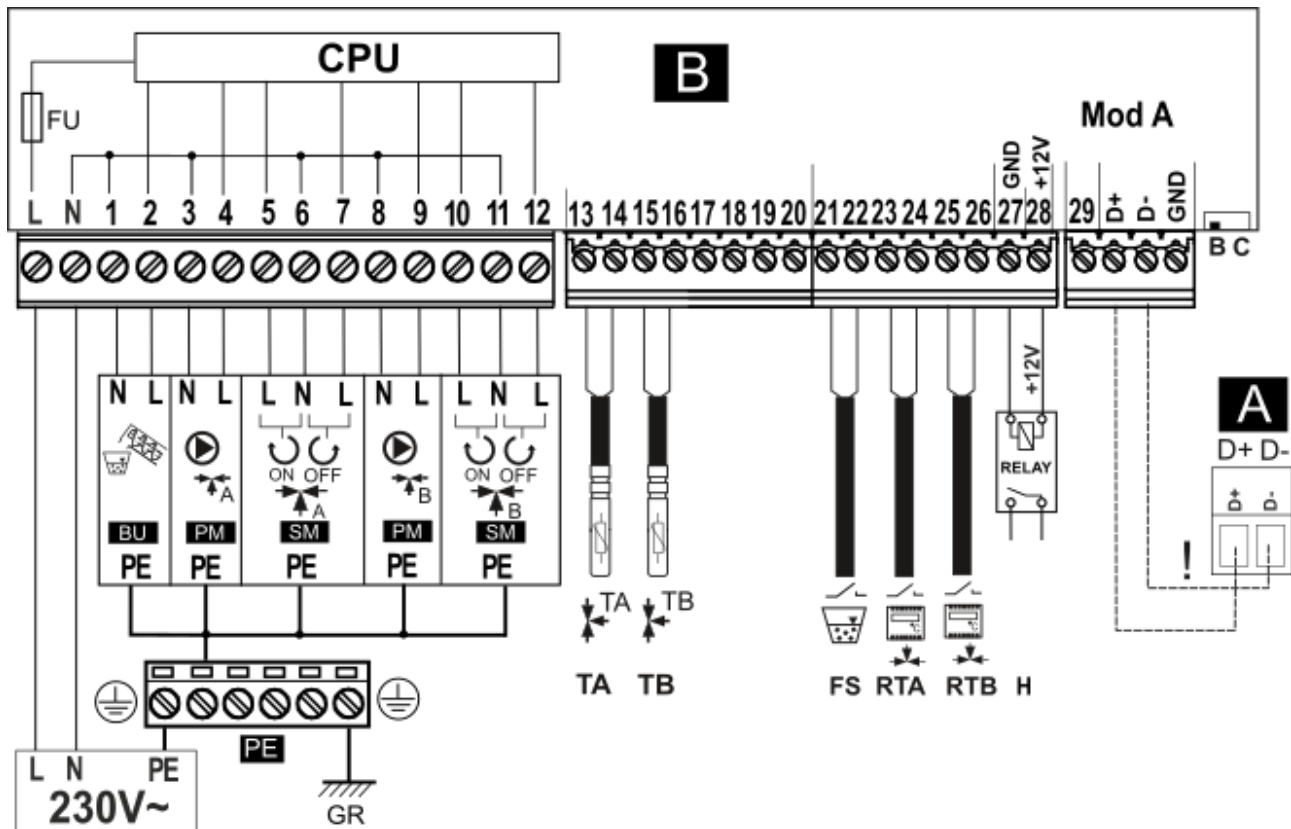 CPU
B
FU
Mod A
GND
+12V
L N 1 2 3 4 5 6 7 8 9 10 11 12
13 14 15 16 17 18 19 20
21 22 23 24 25 26 27 28
29 D+ D- GND
B C
N L
N L
L N L
N L
L N L
ON OFF
ON OFF
A
A
B
B
BU
PM
SM
PM
SM
PE
PE
PE
PE
PE
+12V
RELAY
A
D+ D-
D+ D-
!
TA
TB
TA TB
FS RTA RTB H
PE
L N PE
230V~
GR